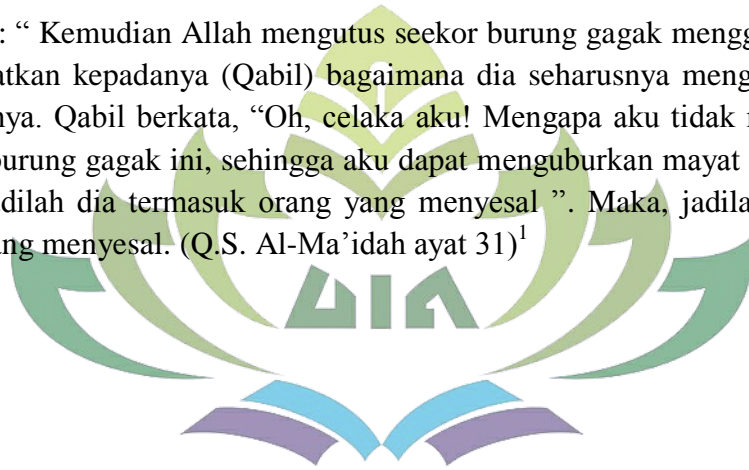 : “ Kemudian Allah mengutus seekor burung gagak mengg
atkan kepadanya (Qabil) bagaimana dia seharusnya meng
nya. Qabil berkata, “Oh, celaka aku! Mengapa aku tidak
burung gagak ini, sehingga aku dapat menguburkan mayat
dilah dia termasuk orang yang menyesal ”. Maka, jadila
ang menyesal. (Q.S. Al-Ma’idah ayat 31)1
UIN